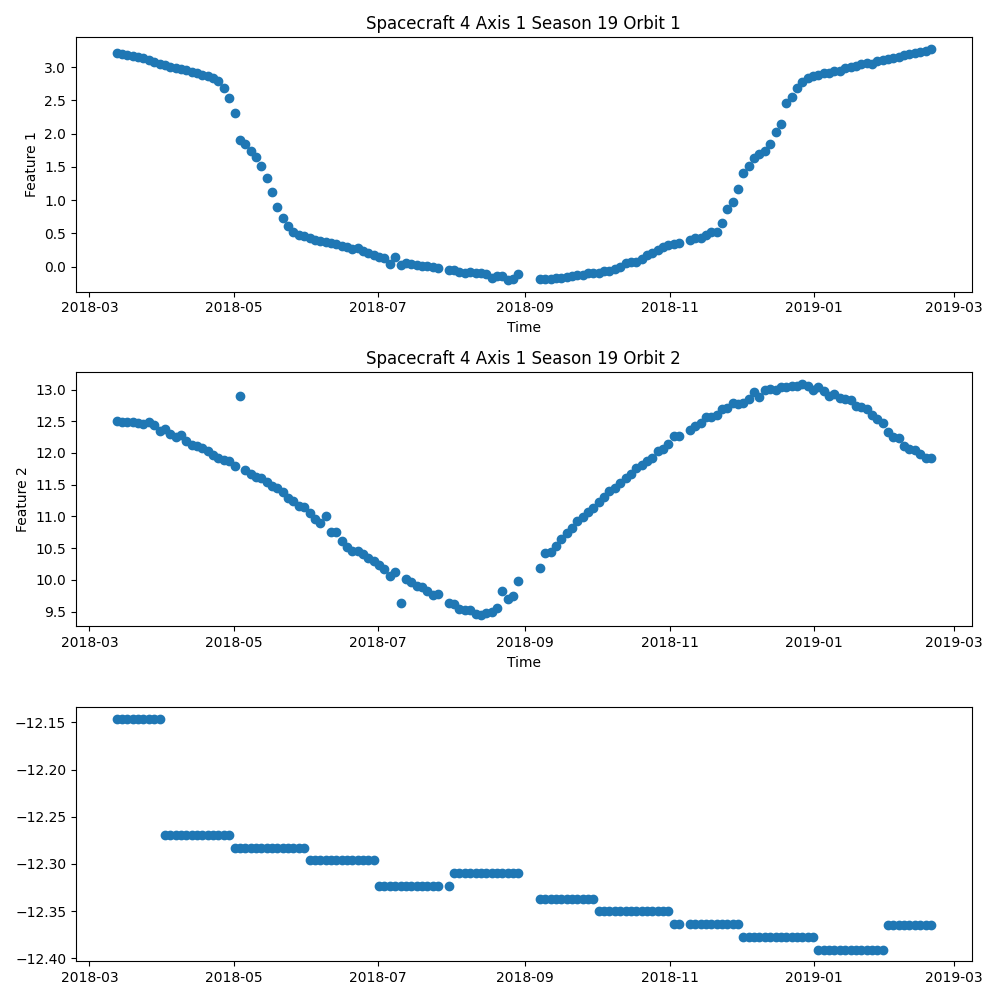 Spacecraft 4 Axis 1 Season 19 Orbit 1
3.0
2.5
2.0
1.5
1.0
0.5
0.0
Feature 1
2018-03 2018-05 2018-07 2018-09 2018-11 2019-01 2019-03
Time
Spacecraft 4 Axis 1 Season 19 Orbit 2
13.0
12.5
12.0
11.5
11.0
10.5
10.0
9.5
Feature 2
2018-03 2018-05 2018-07 2018-09 2018-11 2019-01 2019-03
Time
−12.15
−12.20
−12.25
−12.30
−12.35
−12.40
2018-03 2018-05 2018-07 2018-09 2018-11 2019-01 2019-03